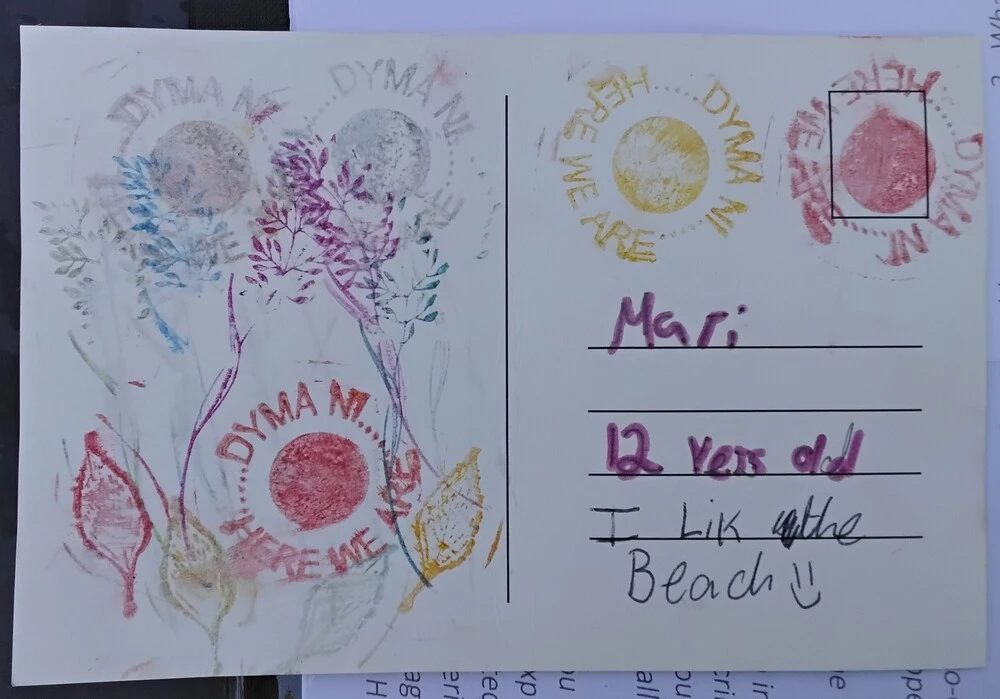 DYMA NI
DYMA NI
WE
DYMA NI
HERE WE ARE
DYMA NI
HERE WE ARE
DYMA NI
HERE WE ARE
Mari
12 Yers old
I Lik the
Beach